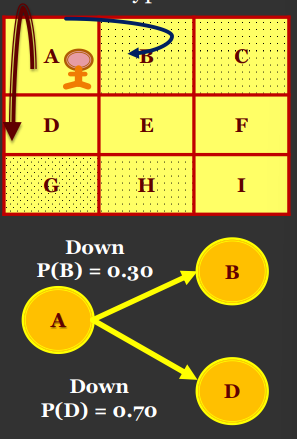 A B C
D E F
G H I
Down
P(B) = 0.30
B
A
Down
P(D) = 0.70
D